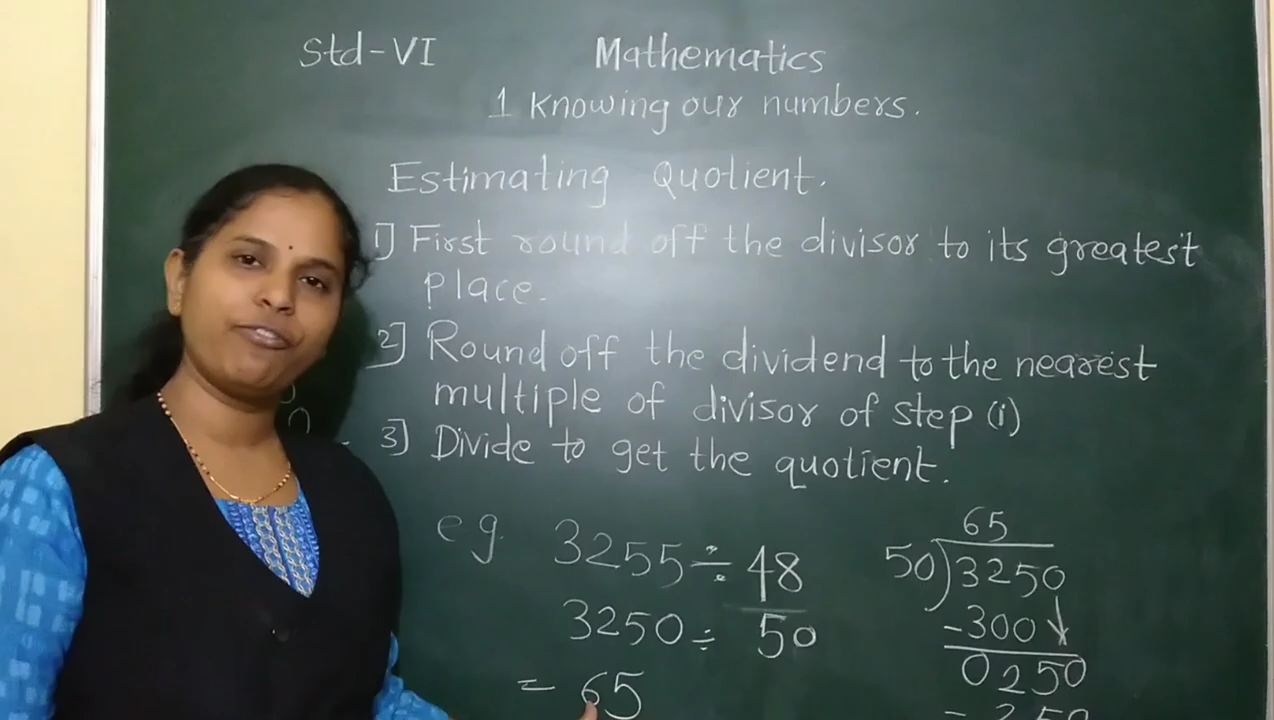 Std-VI Mathematics
1 Knowing our numbers.
Estimating Quotient.
1] First round off the divisor to its greatest
place.
2] Round off the dividend to the nearest
multiple of divisor of step (i)
3] Divide to get the quotient.
eg. 3255 ÷ 48
3250 ÷ 50
= 65
65
50)3250
-300↓
0250
- 250